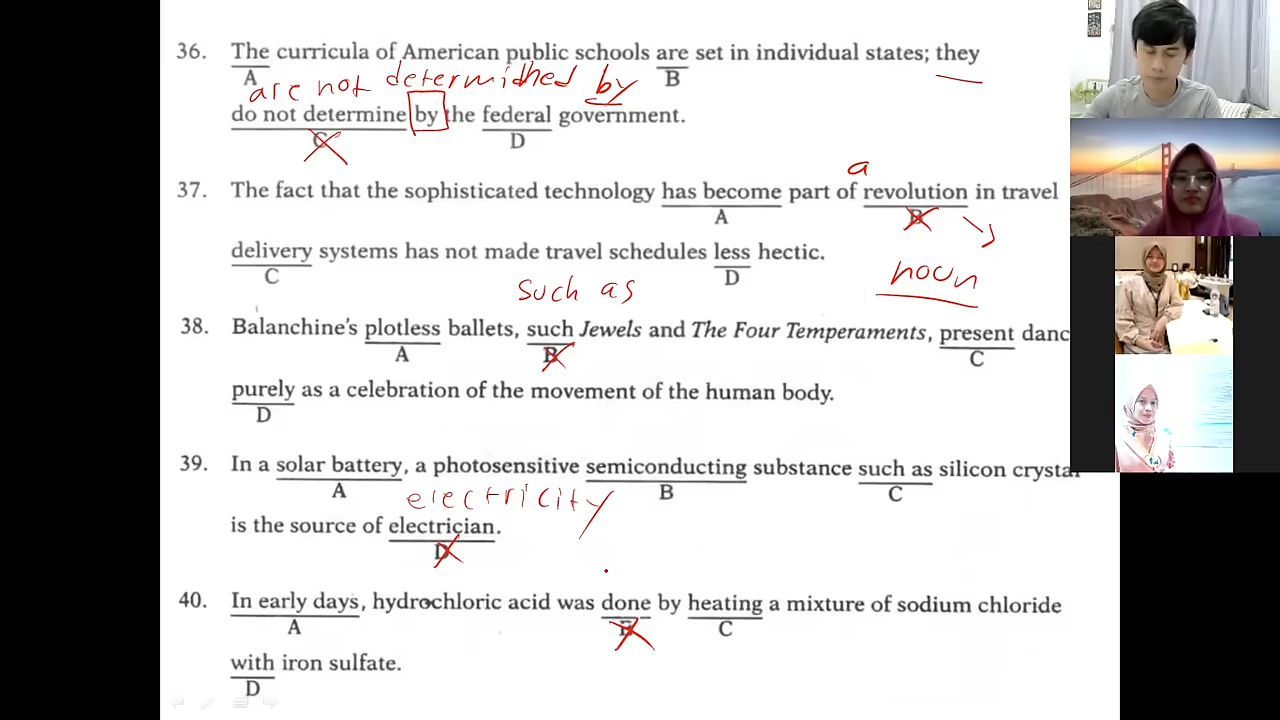 36. The curricula of American public schools are set in individual states; they
A B
are not determined by
do not determine by the federal government.
C D
a
37. The fact that the sophisticated technology has become part of revolution in travel
A B
delivery systems has not made travel schedules less hectic.
C D
noun
such as
38. Balanchine's plotless ballets, such Jewels and The Four Temperaments, present danc
A B C
purely as a celebration of the movement of the human body.
D
39. In a solar battery, a photosensitive semiconducting substance such as silicon crystal
A B C
electricity
is the source of electrician.
D
40. In early days, hydrochloric acid was done by heating a mixture of sodium chloride
A B C
with iron sulfate.
D